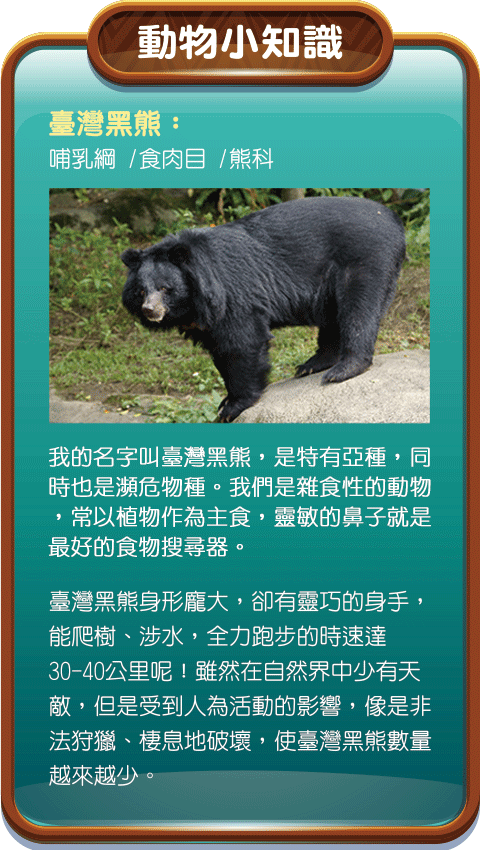 動物小知識
臺灣黑熊：
哺乳綱 /食肉目 /熊科
我的名字叫臺灣黑熊，是特有亞種，同
時也是瀕危物種。我們是雜食性的動物
，常以植物作為主食，靈敏的鼻子就是
最好的食物搜尋器。
臺灣黑熊身形龐大，卻有靈巧的身手，
能爬樹、涉水，全力跑步的時速達
30-40公里呢！雖然在自然界中少有天
敵，但是受到人為活動的影響，像是非
法狩獵、棲息地破壞，使臺灣黑熊數量
越來越少。